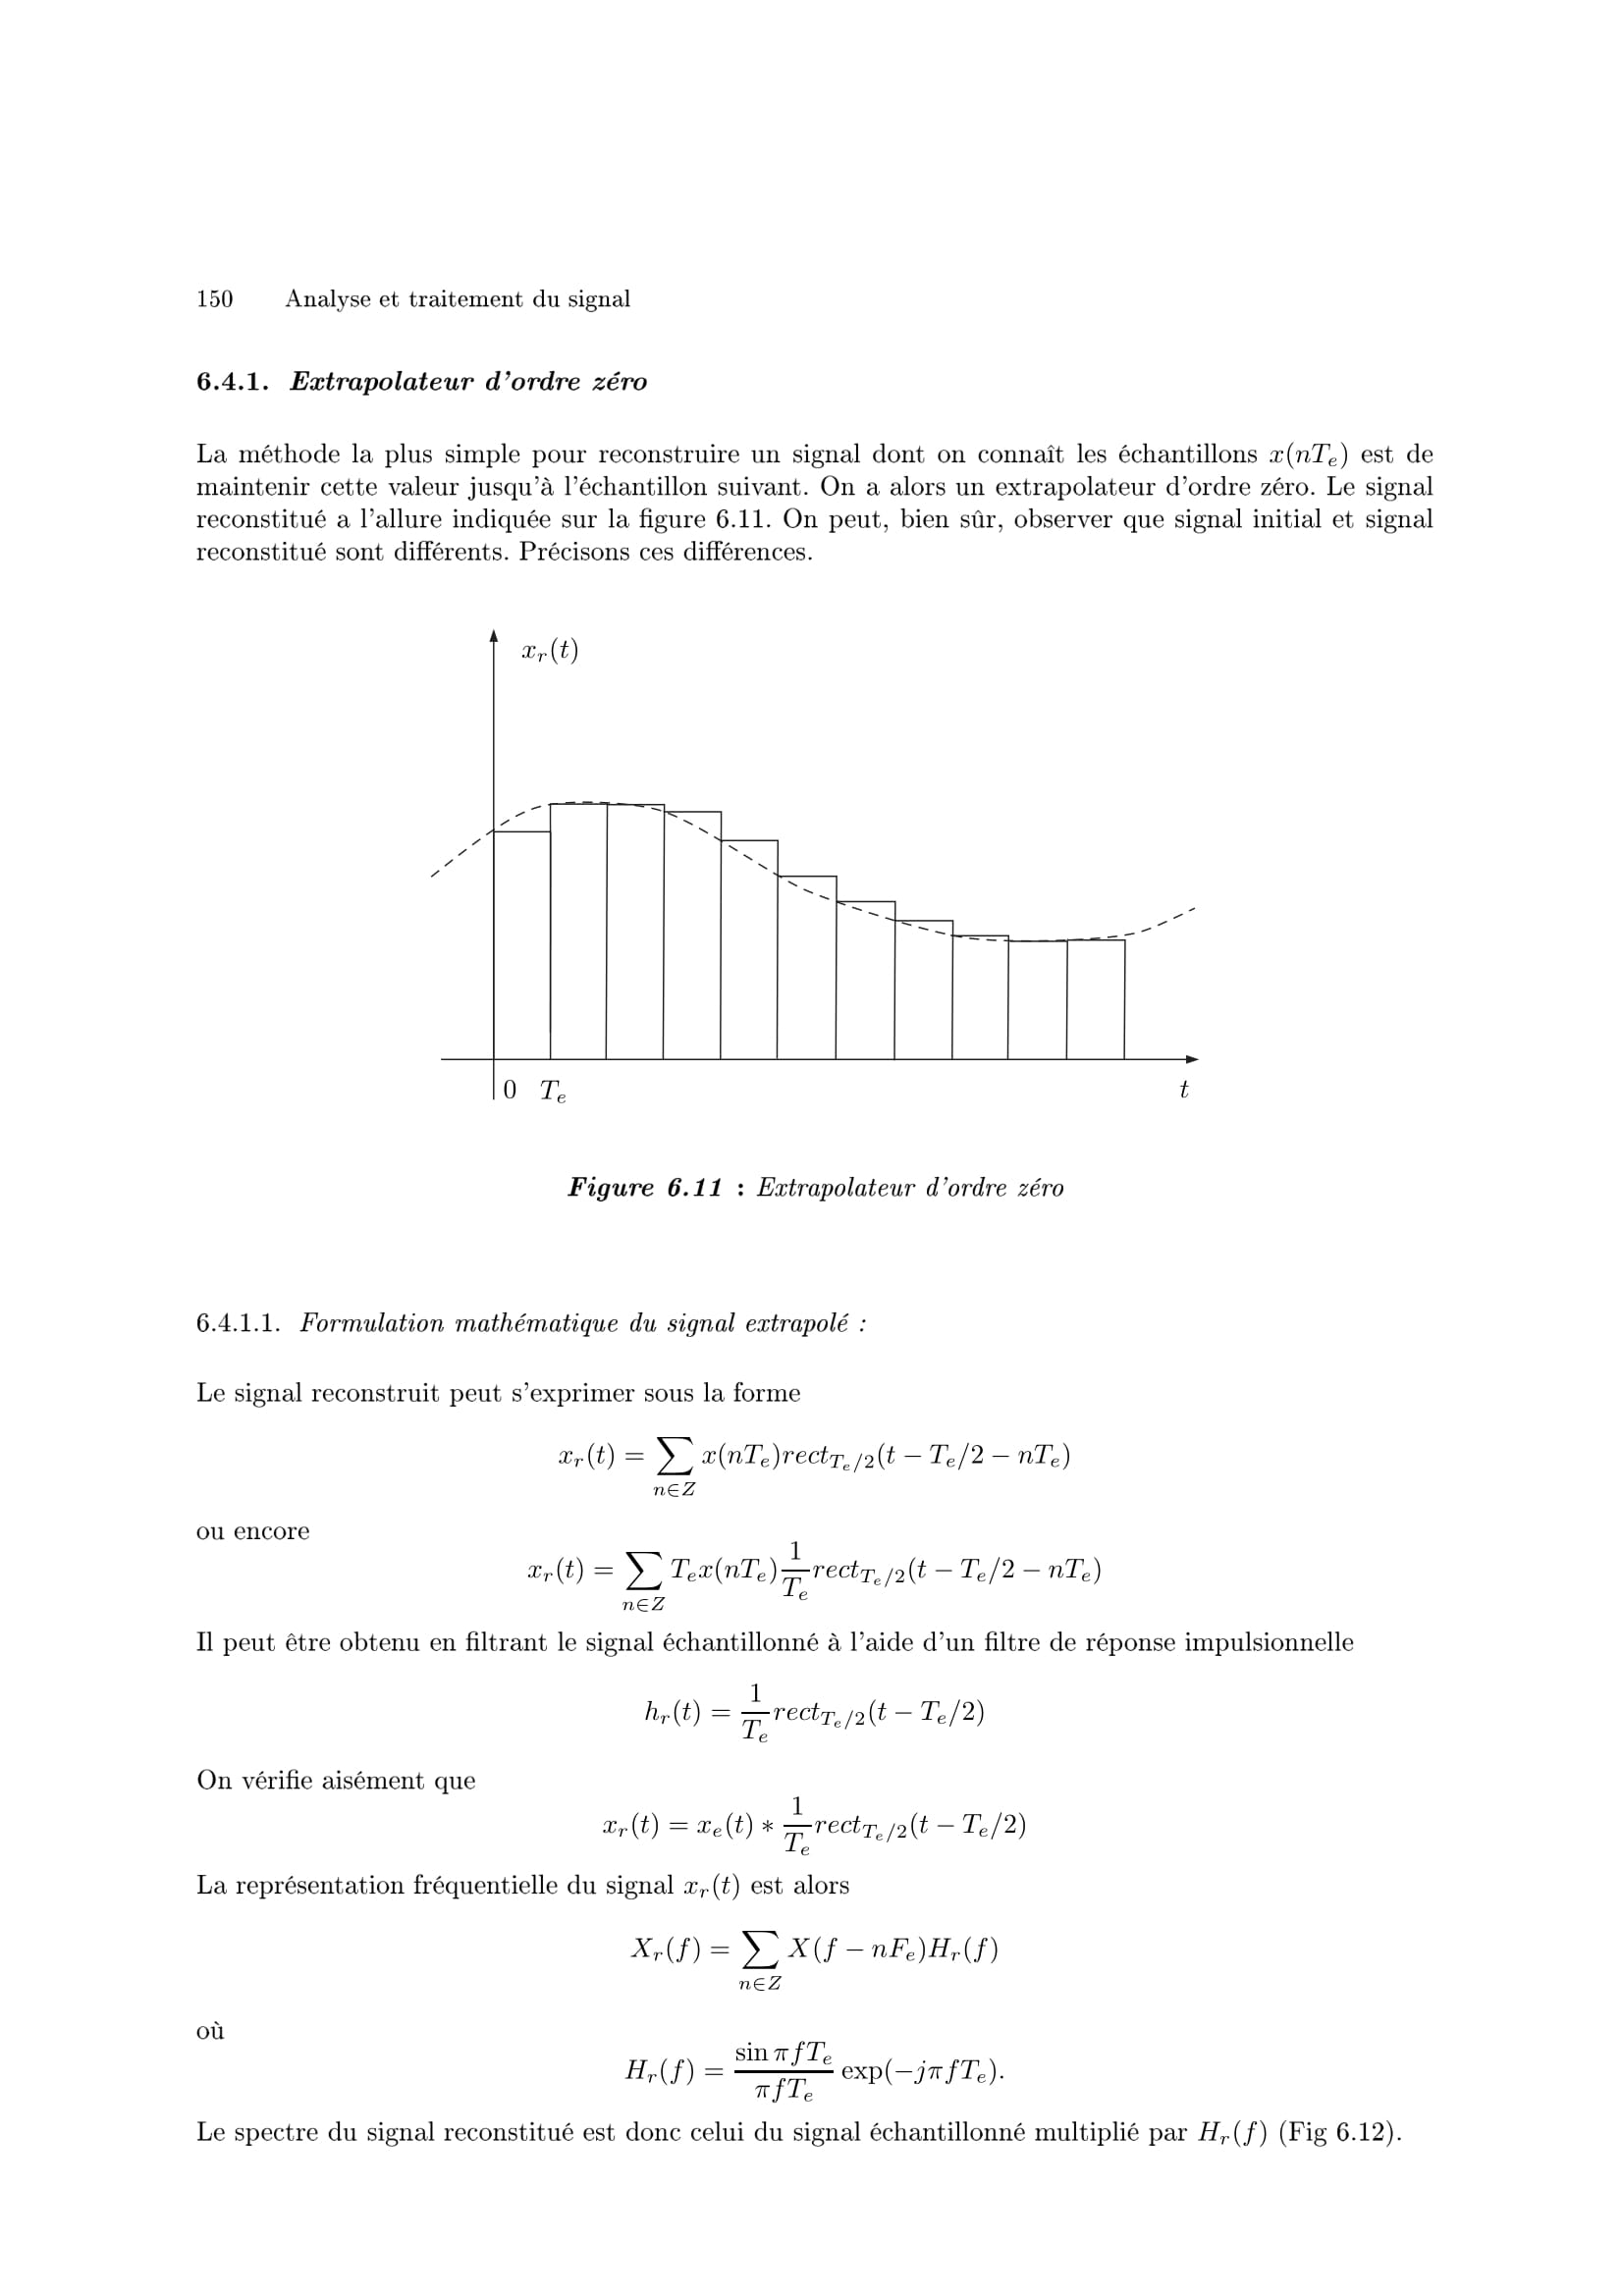 150 Analyse et traitement du signal
6.4.1. Extrapolateur d'ordre zéro
La méthode la plus simple pour reconstruire un signal dont on connaît les échantillons x(nT_e) est de
maintenir cette valeur jusqu'à l'échantillon suivant. On a alors un extrapolateur d'ordre zéro. Le signal
reconstitué a l'allure indiquée sur la figure 6.11. On peut, bien sûr, observer que signal initial et signal
reconstitué sont différents. Précisons ces différences.
x_r(t)
0 T_e t
Figure 6.11 : Extrapolateur d'ordre zéro
6.4.1.1. Formulation mathématique du signal extrapolé :
Le signal reconstruit peut s'exprimer sous la forme
x_r(t) = \sum_{n∈Z} x(nT_e)rect_{T_e/2}(t − T_e/2 − nT_e)
ou encore
x_r(t) = \sum_{n∈Z} T_e x(nT_e)\frac{1}{T_e}rect_{T_e/2}(t − T_e/2 − nT_e)
Il peut être obtenu en filtrant le signal échantillonné à l'aide d'un filtre de réponse impulsionnelle
h_r(t) = \frac{1}{T_e}rect_{T_e/2}(t − T_e/2)
On vérifie aisément que
x_r(t) = x_e(t) ∗ \frac{1}{T_e}rect_{T_e/2}(t − T_e/2)
La représentation fréquentielle du signal x_r(t) est alors
X_r(f) = \sum_{n∈Z} X(f − nF_e)H_r(f)
où
H_r(f) = \frac{\sin πfT_e}{πfT_e} exp(−jπfT_e).
Le spectre du signal reconstitué est donc celui du signal échantillonné multiplié par H_r(f) (Fig 6.12).